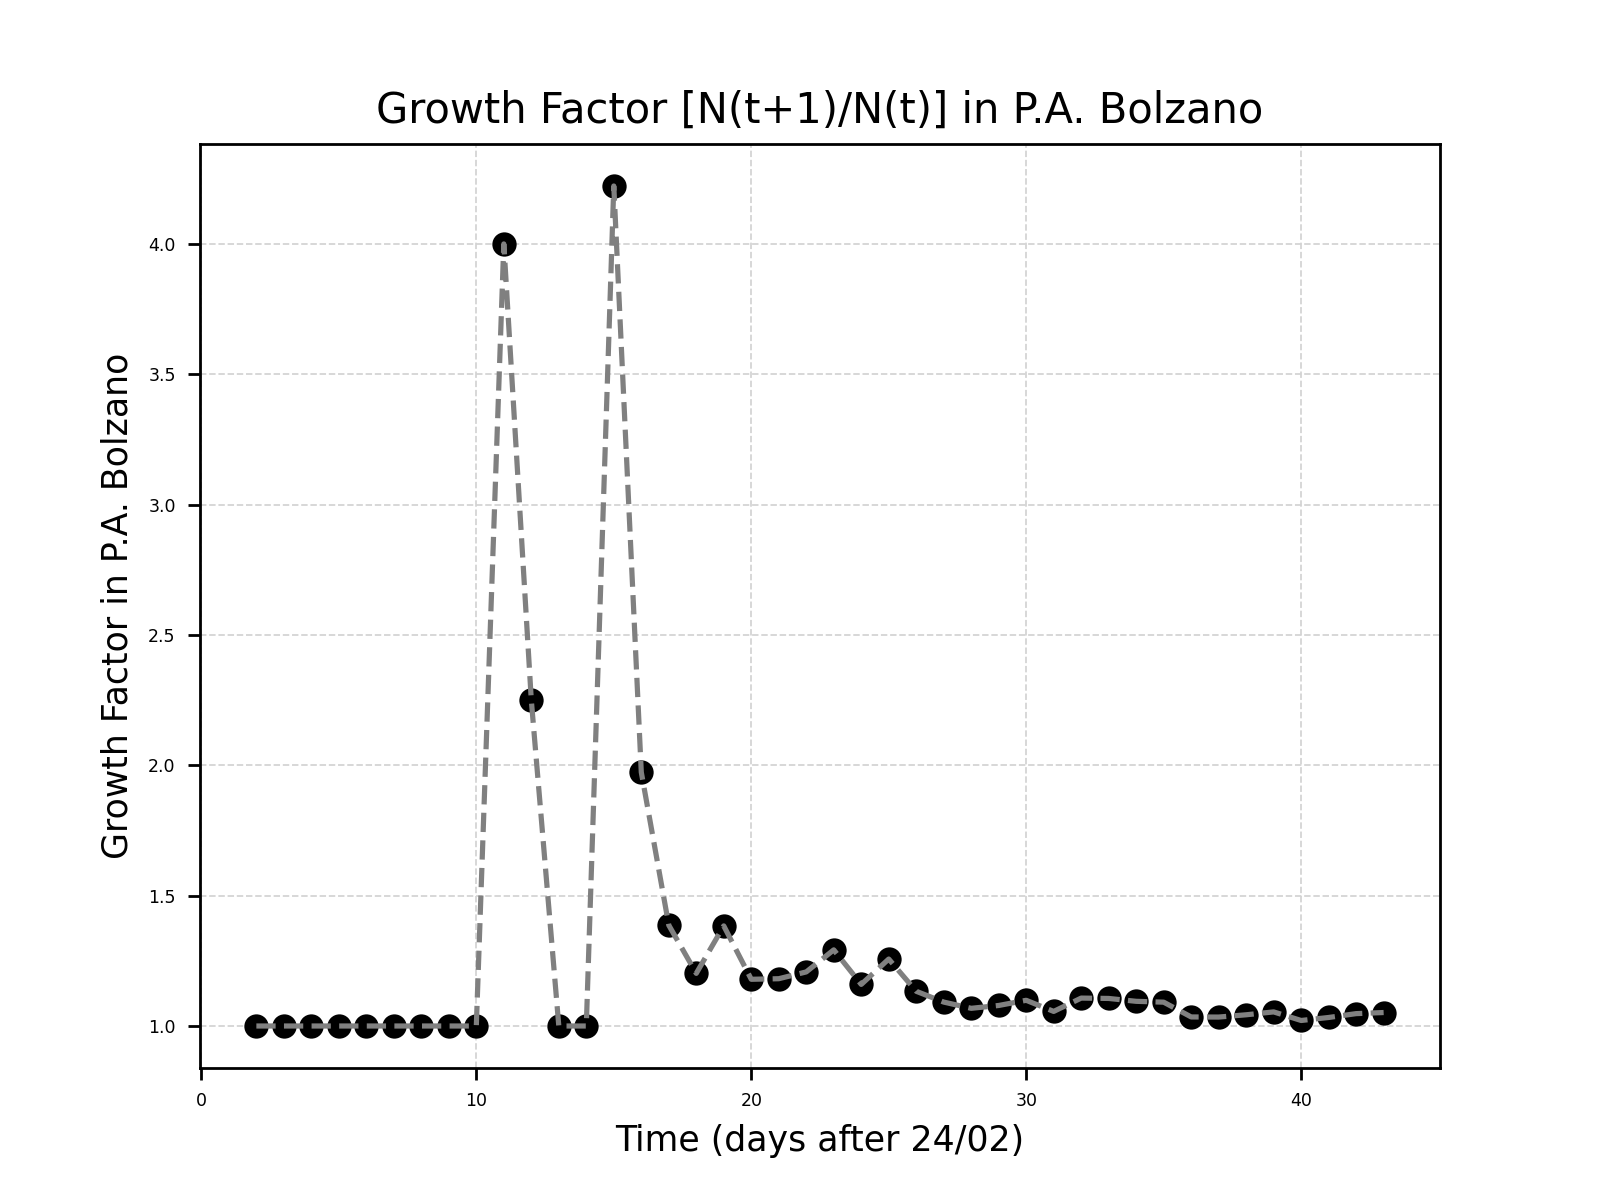 Growth Factor [N(t+1)/N(t)] in P.A. Bolzano
Growth Factor in P.A. Bolzano
4.0
3.5
3.0
2.5
2.0
1.5
1.0
0 10 20 30 40
Time (days after 24/02)